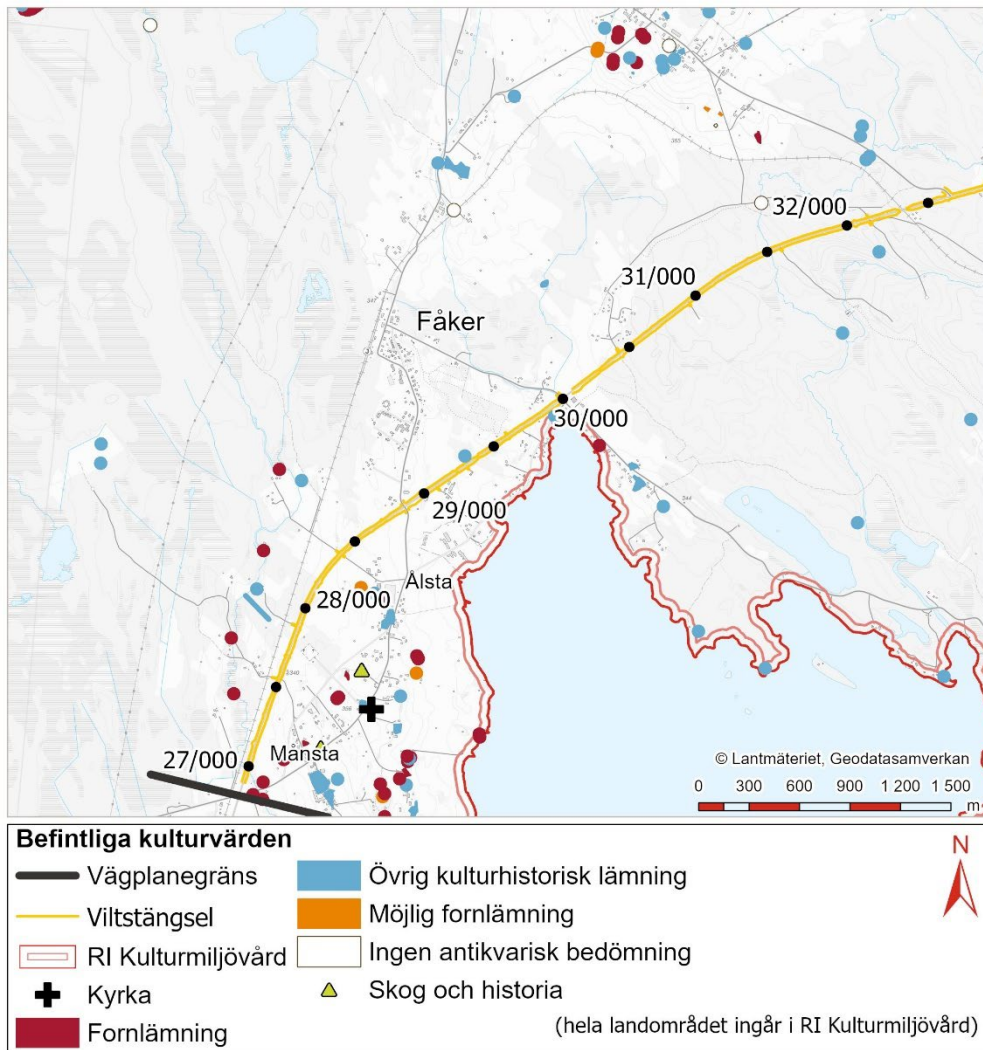 32/000
31/000
Fåker
30/000
29/000
Ålsta
28/000
27/000
Månsta
© Lantmäteriet, Geodatasamverkan
0 300 600 900 1 200 1 500
m
Befintliga kulturvärden
Vägplanegräns
Viltstängsel
RI Kulturmiljövård
Kyrka
Fornlämning
Övrig kulturhistorisk lämning
Möjlig fornlämning
Ingen antikvarisk bedömning
Skog och historia
(hela landområdet ingår i RI Kulturmiljövård)
N